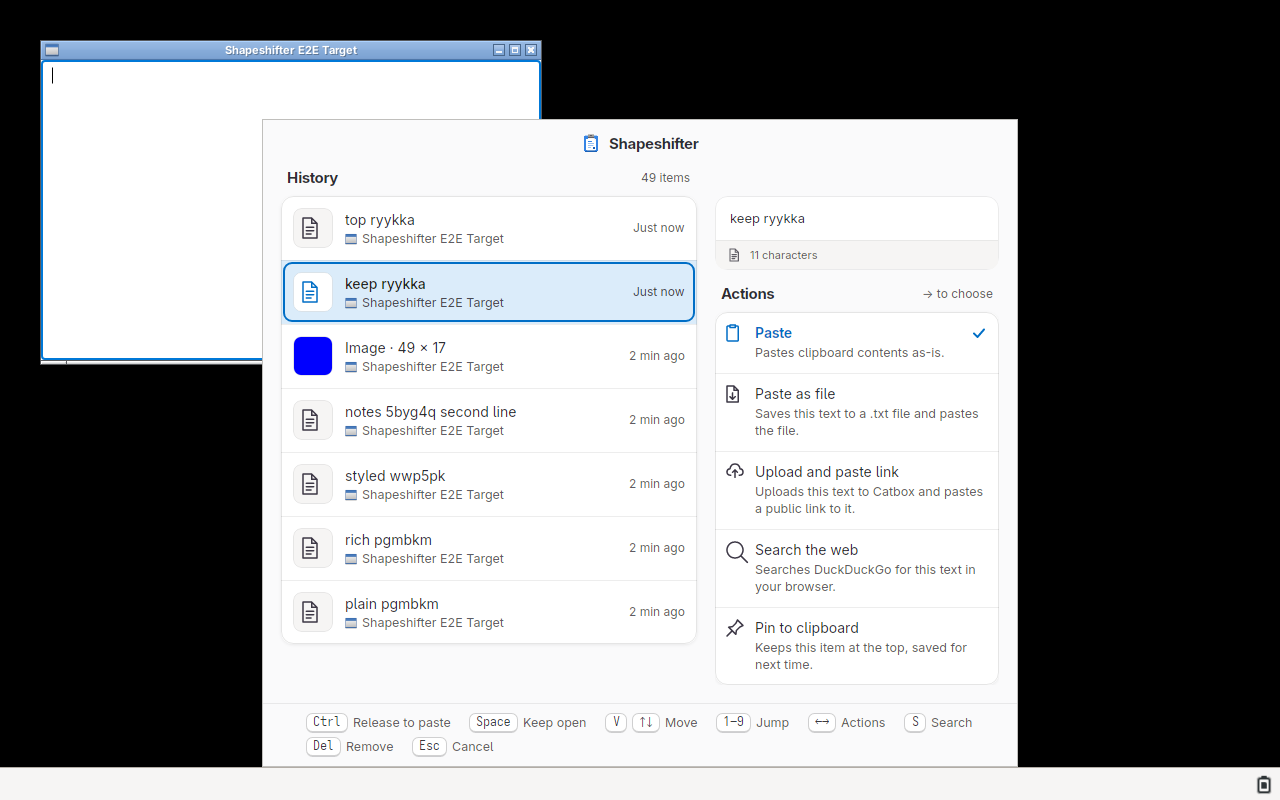 Shapeshifter E2E Target
Shapeshifter
History
49 items
top ryykka
Shapeshifter E2E Target
Just now
keep ryykka
Shapeshifter E2E Target
Just now
Image · 49 × 17
Shapeshifter E2E Target
2 min ago
notes 5byg4q second line
Shapeshifter E2E Target
2 min ago
styled wwp5pk
Shapeshifter E2E Target
2 min ago
rich pgmbkm
Shapeshifter E2E Target
2 min ago
plain pgmbkm
Shapeshifter E2E Target
2 min ago
keep ryykka
11 characters
Actions
→ to choose
Paste
Pastes clipboard contents as-is.
Paste as file
Saves this text to a .txt file and pastes
the file.
Upload and paste link
Uploads this text to Catbox and pastes
a public link to it.
Search the web
Searches DuckDuckGo for this text in
your browser.
Pin to clipboard
Keeps this item at the top, saved for
next time.
Ctrl Release to paste Space Keep open V ↑↓ Move 1–9 Jump ↔ Actions S Search
Del Remove Esc Cancel